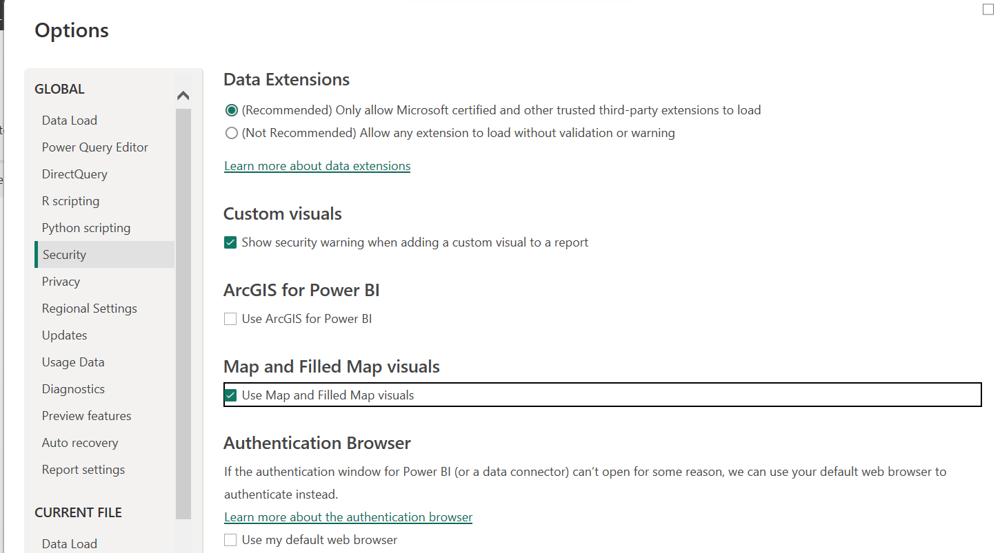 Options
GLOBAL
Data Load
Power Query Editor
DirectQuery
R scripting
Python scripting
Security
Privacy
Regional Settings
Updates
Usage Data
Diagnostics
Preview features
Auto recovery
Report settings
CURRENT FILE
Data Load
Data Extensions
(Recommended) Only allow Microsoft certified and other trusted third-party extensions to load
(Not Recommended) Allow any extension to load without validation or warning
Learn more about data extensions
Custom visuals
Show security warning when adding a custom visual to a report
ArcGIS for Power BI
Use ArcGIS for Power BI
Map and Filled Map visuals
Use Map and Filled Map visuals
Authentication Browser
If the authentication window for Power BI (or a data connector) can’t open for some reason, we can use your default web browser to
authenticate instead.
Learn more about the authentication browser
Use my default web browser